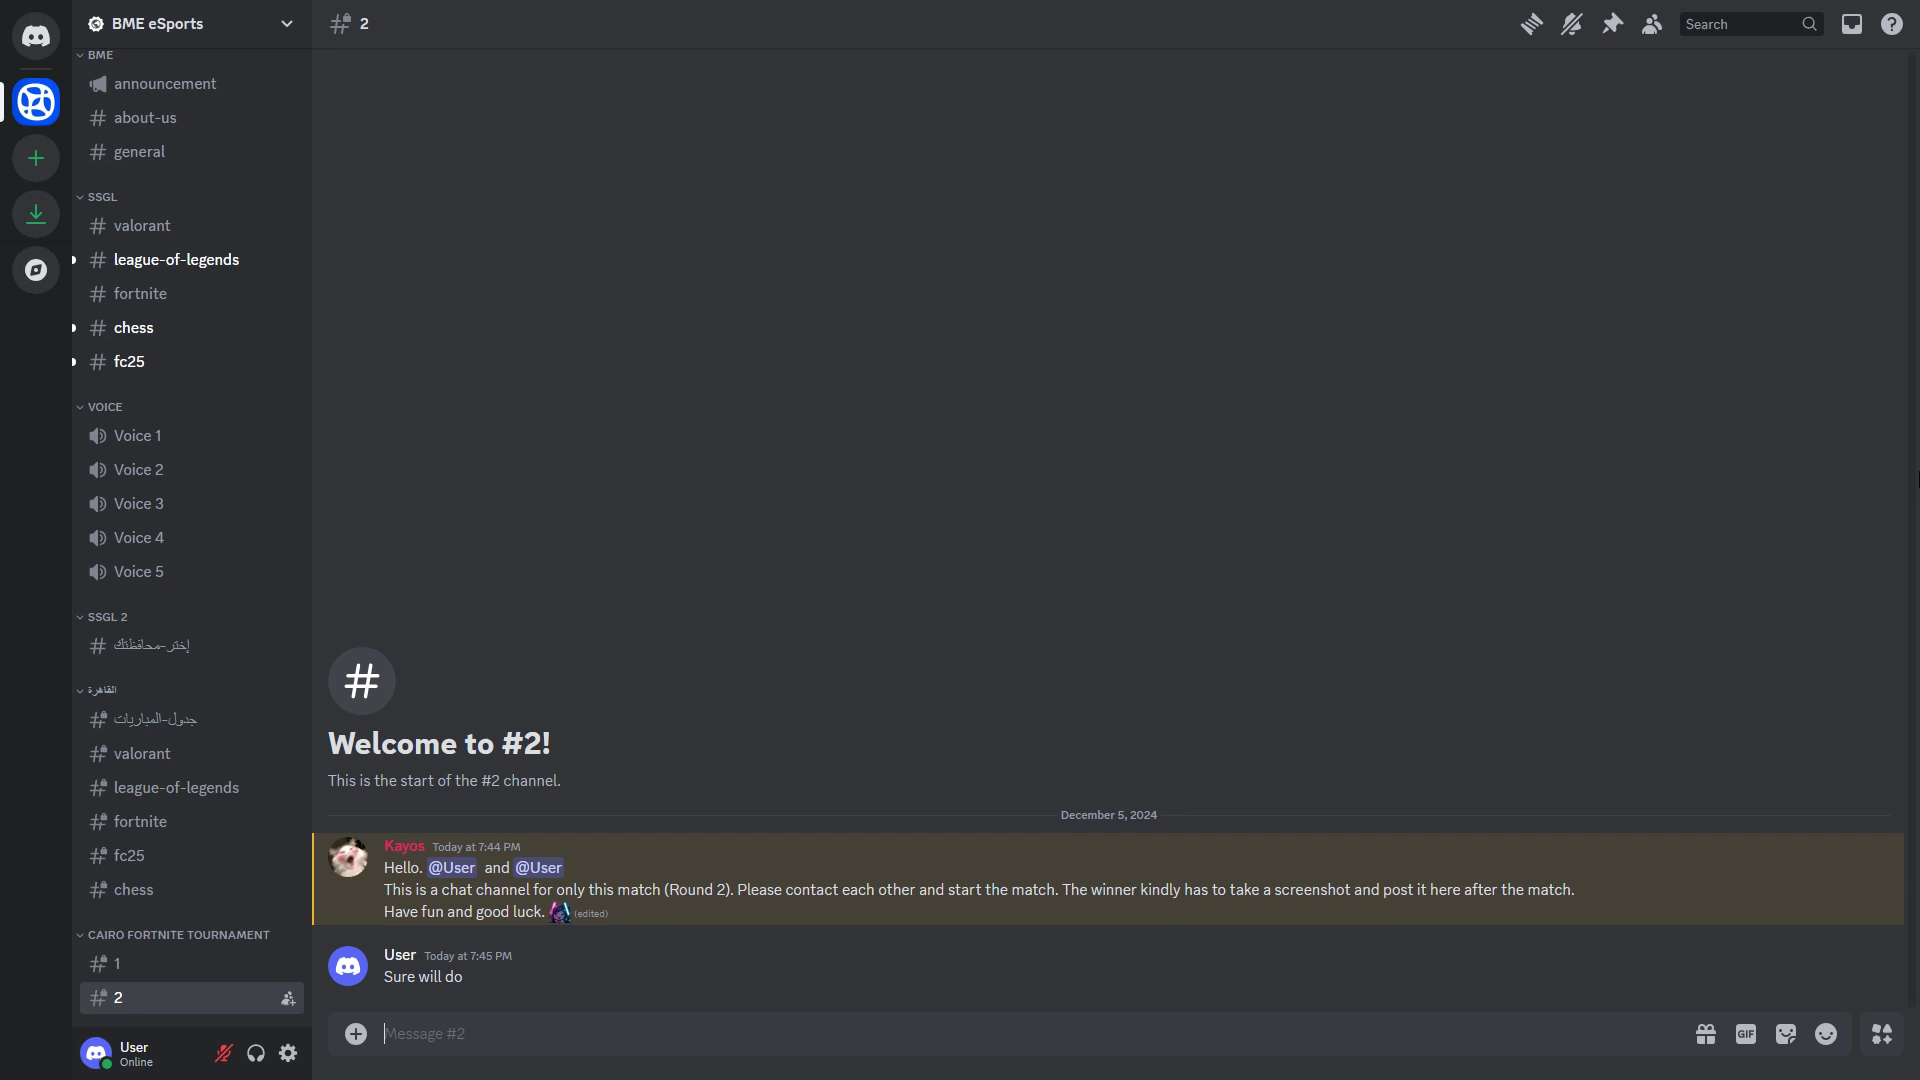 BME eSports
BME
announcement
about-us
general
SSGL
valorant
league-of-legends
fortnite
chess
fc25
VOICE
Voice 1
Voice 2
Voice 3
Voice 4
Voice 5
SSGL 2
إختر-محافظتك
القاهرة
جدول-المباريات
valorant
league-of-legends
fortnite
fc25
chess
CAIRO FORTNITE TOURNAMENT
1
2
User
Online
2
Search
Welcome to #2!
This is the start of the #2 channel.
December 5, 2024
Kayos Today at 7:44 PM
Hello. @User and @User
This is a chat channel for only this match (Round 2). Please contact each other and start the match. The winner kindly has to take a screenshot and post it here after the match.
Have fun and good luck. (edited)
User Today at 7:45 PM
Sure will do
Message #2
GIF